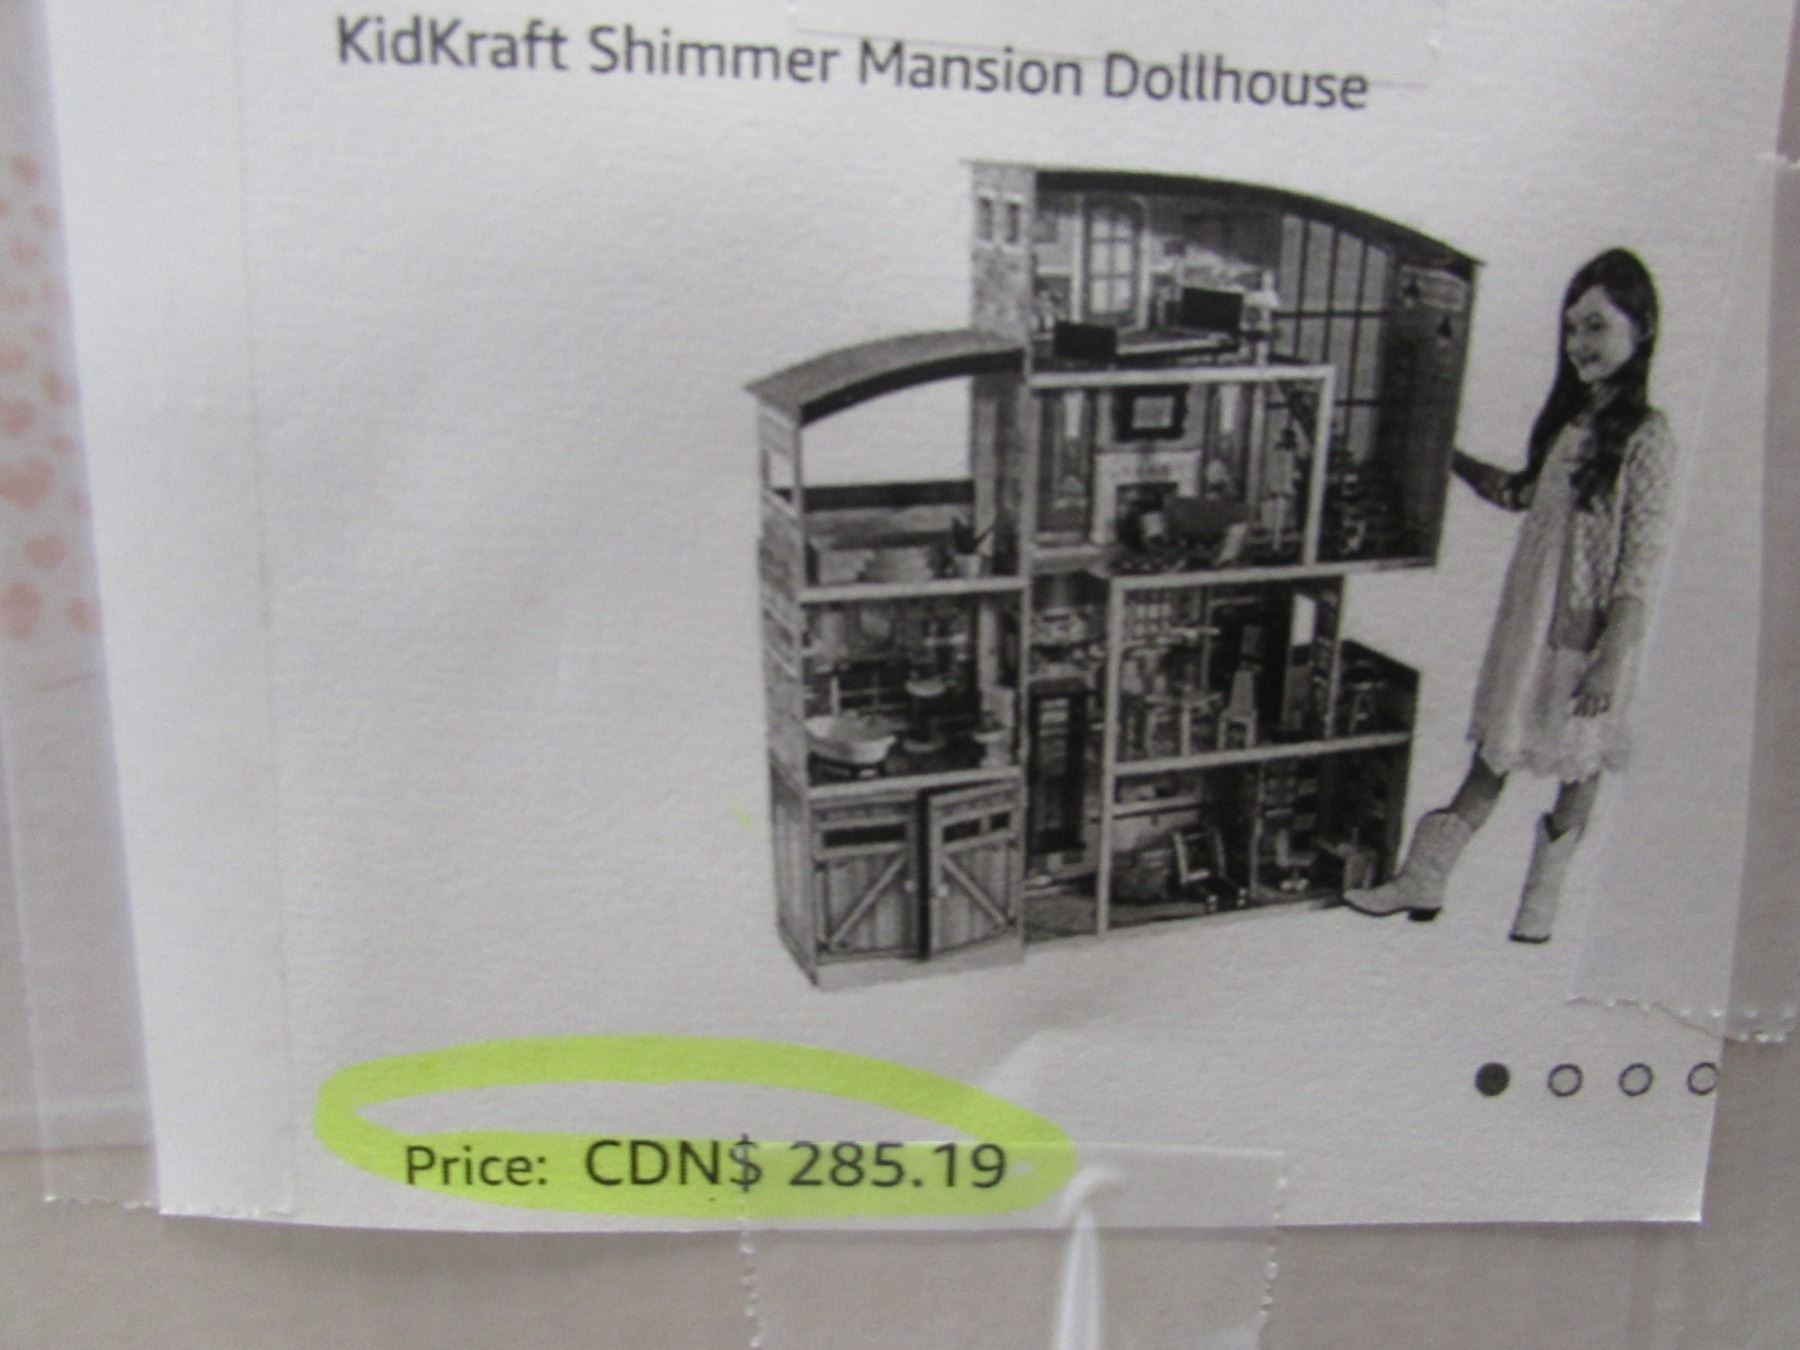 KidKraft Shimmer Mansion Dollhouse
Price: CDN$ 285.19